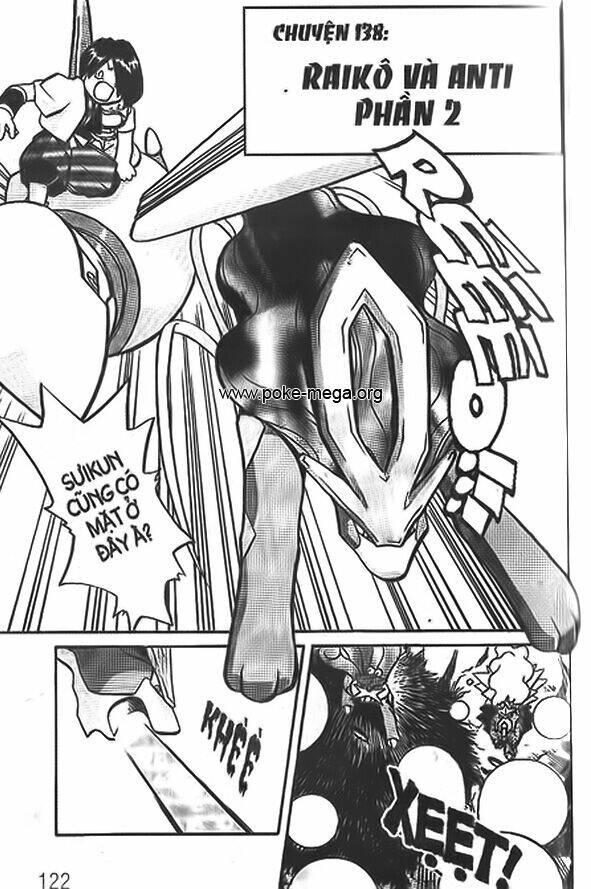 CHUYỆN 138:
RAIKÔ VÀ ANTI
PHẦN 2
RÉÉÉO!!
www.poke-mega.org
SUIKUN
CŨNG CÓ
MẶT Ở
ĐÂY À?
KHÈÈ
XẸẸT!
122